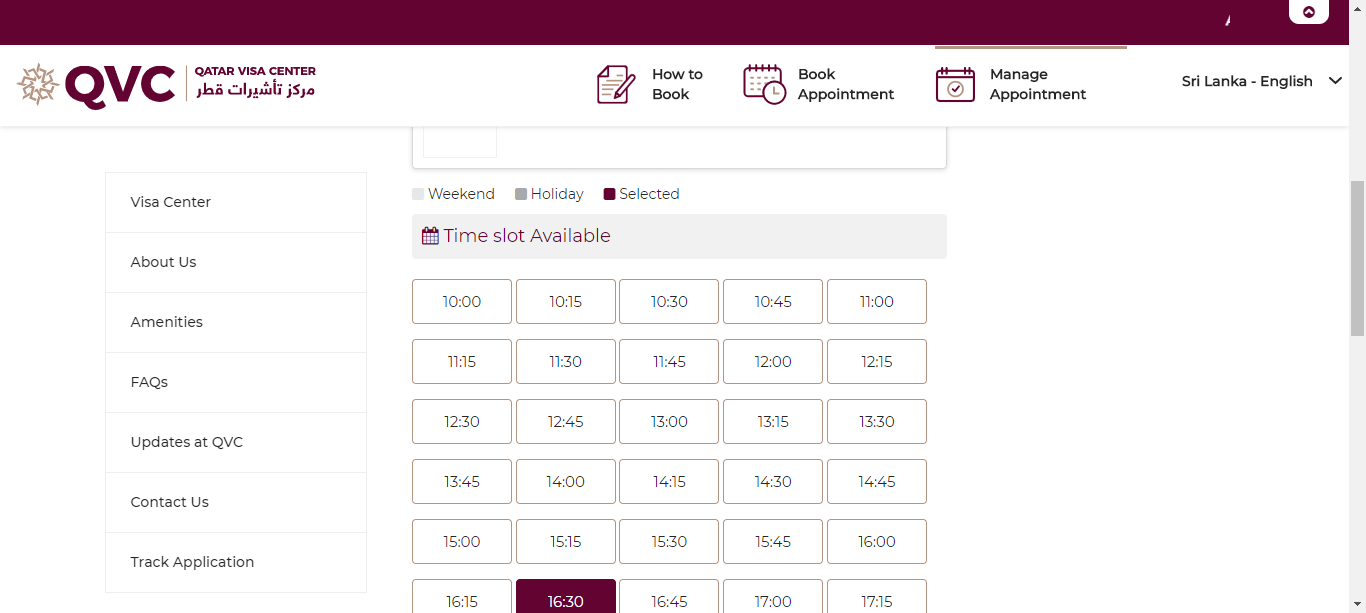 QVC
QATAR VISA CENTER
مركز تأشيرات قطر
How to
Book
Book
Appointment
Manage
Appointment
Sri Lanka - English
Visa Center
About Us
Amenities
FAQs
Updates at QVC
Contact Us
Track Application
Weekend Holiday Selected
Time slot Available
10:00 10:15 10:30 10:45 11:00
11:15 11:30 11:45 12:00 12:15
12:30 12:45 13:00 13:15 13:30
13:45 14:00 14:15 14:30 14:45
15:00 15:15 15:30 15:45 16:00
16:15 16:30 16:45 17:00 17:15